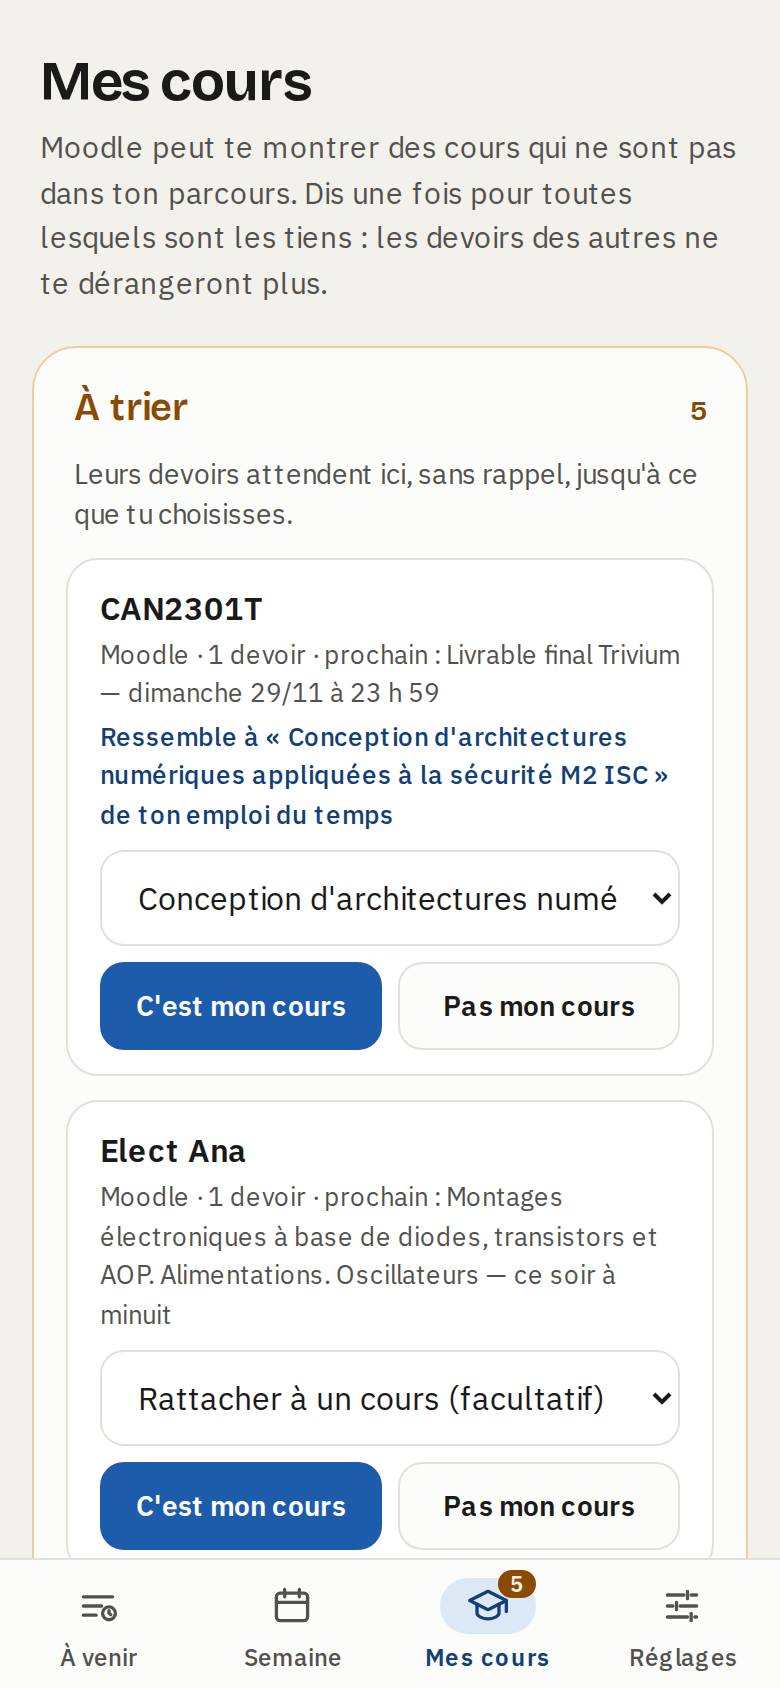 Mes cours
Moodle peut te montrer des cours qui ne sont pas
dans ton parcours. Dis une fois pour toutes
lesquels sont les tiens : les devoirs des autres ne
te dérangeront plus.
À trier
5
Leurs devoirs attendent ici, sans rappel, jusqu'à ce
que tu choisisses.
CAN2301T
Moodle · 1 devoir · prochain : Livrable final Trivium
— dimanche 29/11 à 23 h 59
Ressemble à « Conception d'architectures
numériques appliquées à la sécurité M2 ISC »
de ton emploi du temps
Conception d'architectures numé
C'est mon cours
Pas mon cours
Elect Ana
Moodle · 1 devoir · prochain : Montages
électroniques à base de diodes, transistors et
AOP. Alimentations. Oscillateurs — ce soir à
minuit
Rattacher à un cours (facultatif)
C'est mon cours
Pas mon cours
5
À venir
Semaine
Mes cours
Réglages